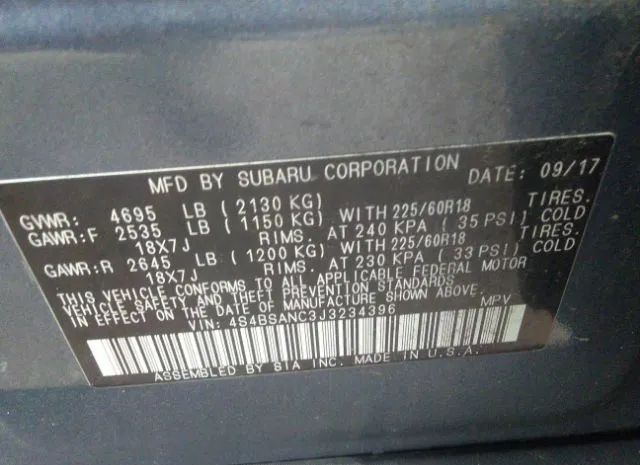 MFD BY SUBARU CORPORATION DATE: 09/17
GVWR: 4695 LB (2130 KG)
GAWR:F 2535 LB (1150 KG) WITH 225/60R18 TIRES.
18X7J RIMS. AT 240 KPA (35 PSI) COLD
GAWR:R 2645 LB (1200 KG) WITH 225/60R18 TIRES.
18X7J RIMS. AT 230 KPA (33 PSI) COLD
THIS VEHICLE CONFORMS TO ALL APPLICABLE FEDERAL MOTOR
VEHICLE SAFETY AND THEFT PREVENTION STANDARDS
IN EFFECT ON THE DATE OF MANUFACTURE SHOWN ABOVE.
VIN: 4S4BSANC3J3234396 MPV
ASSEMBLED BY SIA INC. MADE IN U.S.A.